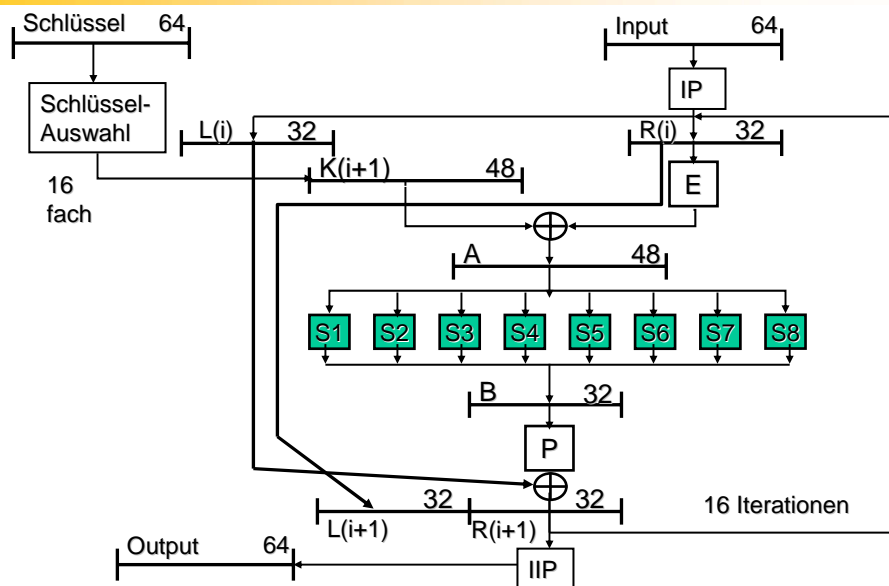 Schlüssel 64
Input 64
IP
Schlüssel-
Auswahl
L(i) 32
R(i) 32
K(i+1) 48
E
16
fach
A 48
S1 S2 S3 S4 S5 S6 S7 S8
B 32
P
32 32
L(i+1) R(i+1)
16 Iterationen
Output 64
IIP